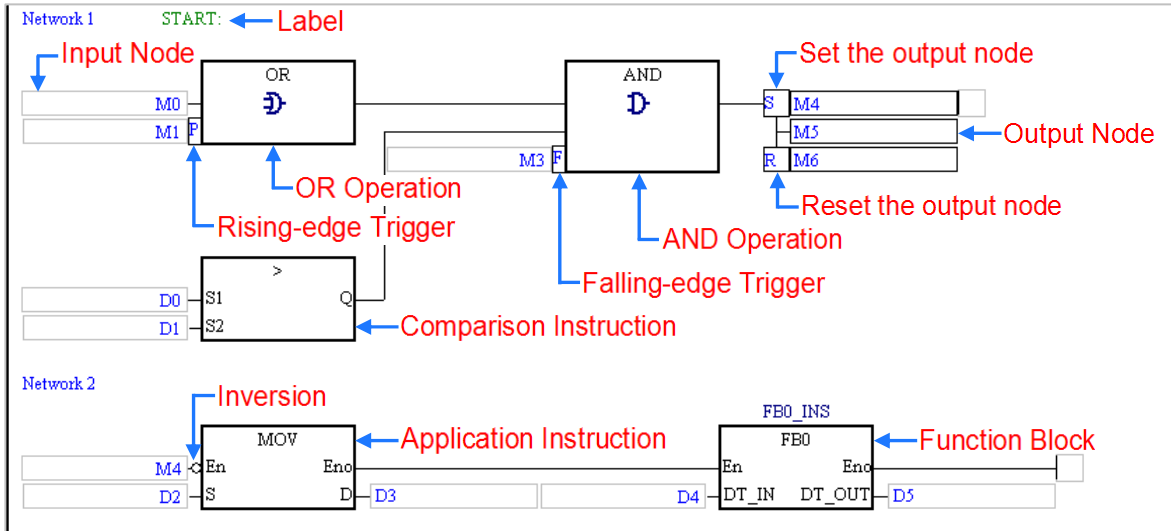 Network 1 START: Label
Input Node
Set the output node
OR
AND
M0
S M4
M1 P
M5
Output Node
M3 F
R M6
OR Operation
Reset the output node
Rising-edge Trigger
AND Operation
>
Falling-edge Trigger
D0 S1 Q
D1 S2
Comparison Instruction
Network 2
Inversion
FB0_INS
MOV
Application Instruction
FB0
Function Block
M4 En Eno
En Eno
D2 S D D3
D4 DT_IN DT_OUT D5